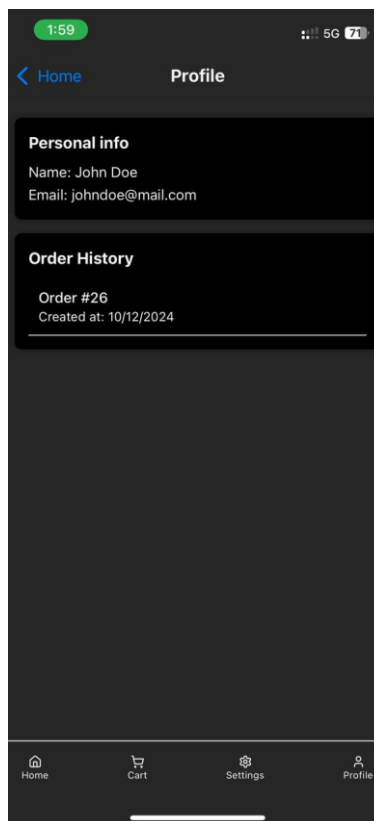 1:59
5G 71
Home
Profile
Personal info
Name: John Doe
Email: johndoe@mail.com
Order History
Order #26
Created at: 10/12/2024
Home
Cart
Settings
Profile